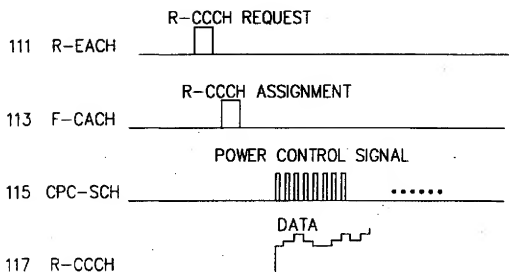 R-CCCH REQUEST
111 R-EACH
R-CCCH ASSIGNMENT
113 F-CACH
POWER CONTROL SIGNAL
115 CPC-SCH ......
DATA
117 R-CCCH